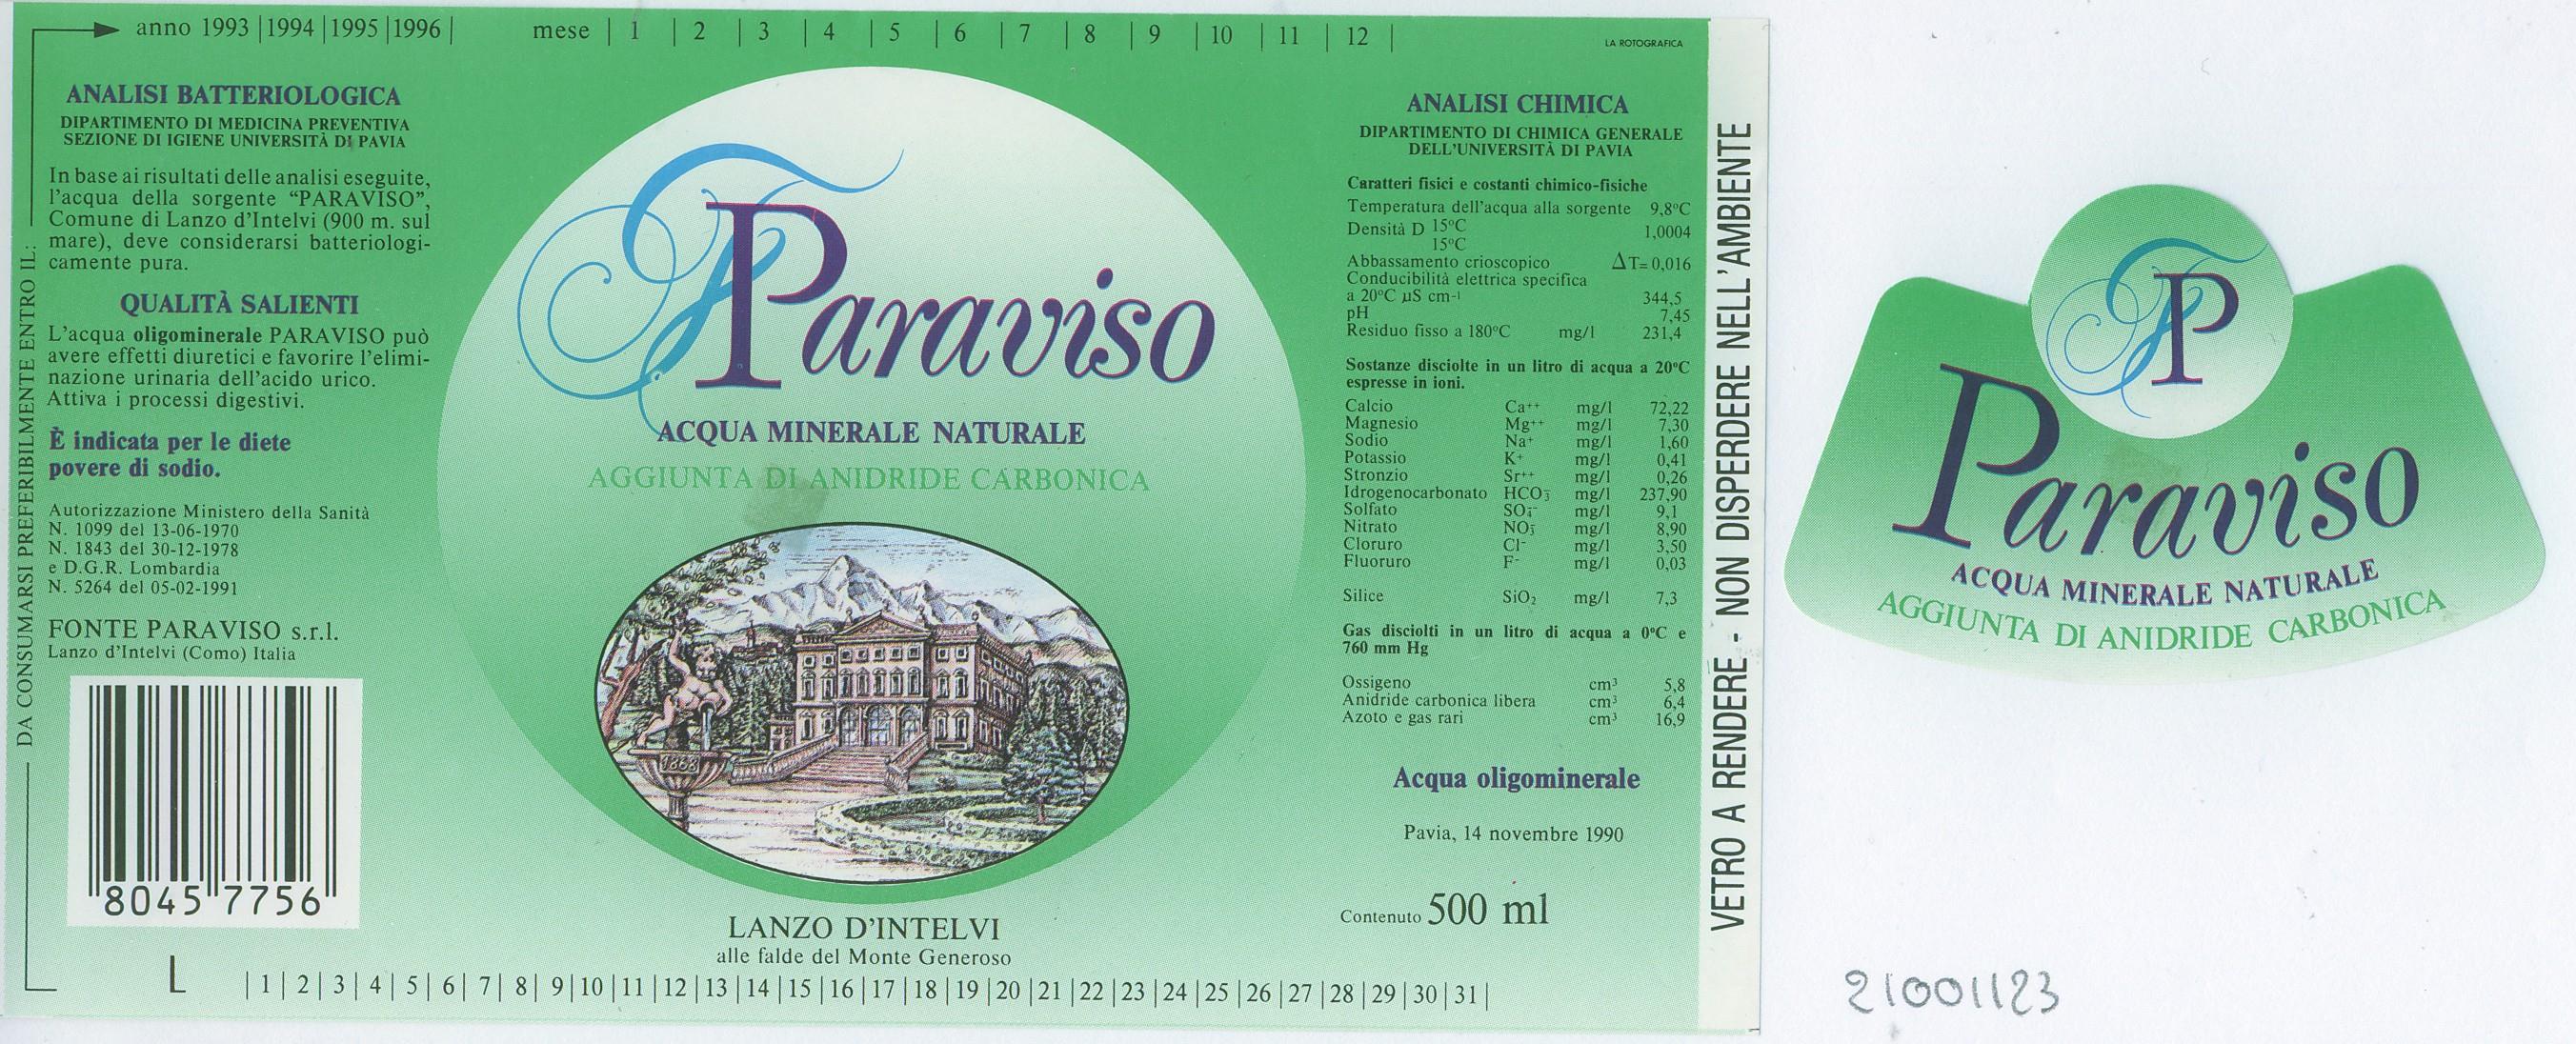 anno 1993 |1994 |1995 |1996 |
mese | 1 | 2 | 3 | 4 | 5 | 6 | 7 | 8 | 9 | 10 | 11 | 12 |
LA ROTOGRAFICA
DA CONSUMARSI PREFERIBILMENTE ENTRO IL:
ANALISI BATTERIOLOGICA
DIPARTIMENTO DI MEDICINA PREVENTIVA
SEZIONE DI IGIENE UNIVERSITÀ DI PAVIA
In base ai risultati delle analisi eseguite,
l'acqua della sorgente "PARAVISO",
Comune di Lanzo d'Intelvi (900 m. sul
mare), deve considerarsi batteriologi-
camente pura.
QUALITÀ SALIENTI
L'acqua oligominerale PARAVISO può
avere effetti diuretici e favorire l'elimi-
nazione urinaria dell'acido urico.
Attiva i processi digestivi.
È indicata per le diete
povere di sodio.
Autorizzazione Ministero della Sanità
N. 1099 del 13-06-1970
N. 1843 del 30-12-1978
e D.G.R. Lombardia
N. 5264 del 05-02-1991
FONTE PARAVISO s.r.l.
Lanzo d'Intelvi (Como) Italia
80457756
L
| 1 | 2 | 3 | 4 | 5 | 6 | 7 | 8 | 9 | 10 | 11 | 12 | 13 | 14 | 15 | 16 | 17 | 18 | 19 | 20 | 21 | 22 | 23 | 24 | 25 | 26 | 27 | 28 | 29 | 30 | 31 |
Paraviso
ACQUA MINERALE NATURALE
AGGIUNTA DI ANIDRIDE CARBONICA
1868
LANZO D'INTELVI
alle falde del Monte Generoso
ANALISI CHIMICA
DIPARTIMENTO DI CHIMICA GENERALE
DELL'UNIVERSITÀ DI PAVIA
Caratteri fisici e costanti chimico-fisiche
Temperatura dell'acqua alla sorgente 9,8°C
Densità D 15°C 1,0004
15°C
Abbassamento crioscopico ΔT= 0,016
Conducibilità elettrica specifica
a 20°C µS cm⁻¹ 344,5
pH 7,45
Residuo fisso a 180°C mg/l 231,4
Sostanze disciolte in un litro di acqua a 20°C
espresse in ioni.
Calcio Ca⁺⁺ mg/l 72,22
Magnesio Mg⁺⁺ mg/l 7,30
Sodio Na⁺ mg/l 1,60
Potassio K⁺ mg/l 0,41
Stronzio Sr⁺⁺ mg/l 0,26
Idrogenocarbonato HCO₃⁻ mg/l 237,90
Solfato SO₄⁻⁻ mg/l 9,1
Nitrato NO₃⁻ mg/l 8,90
Cloruro Cl⁻ mg/l 3,50
Fluoruro F⁻ mg/l 0,03
Silice SiO₂ mg/l 7,3
Gas disciolti in un litro di acqua a 0°C e
760 mm Hg
Ossigeno cm³ 5,8
Anidride carbonica libera cm³ 6,4
Azoto e gas rari cm³ 16,9
Acqua oligominerale
Pavia, 14 novembre 1990
Contenuto 500 ml
VETRO A RENDERE - NON DISPERDERE NELL'AMBIENTE
P
Paraviso
ACQUA MINERALE NATURALE
AGGIUNTA DI ANIDRIDE CARBONICA
21001123